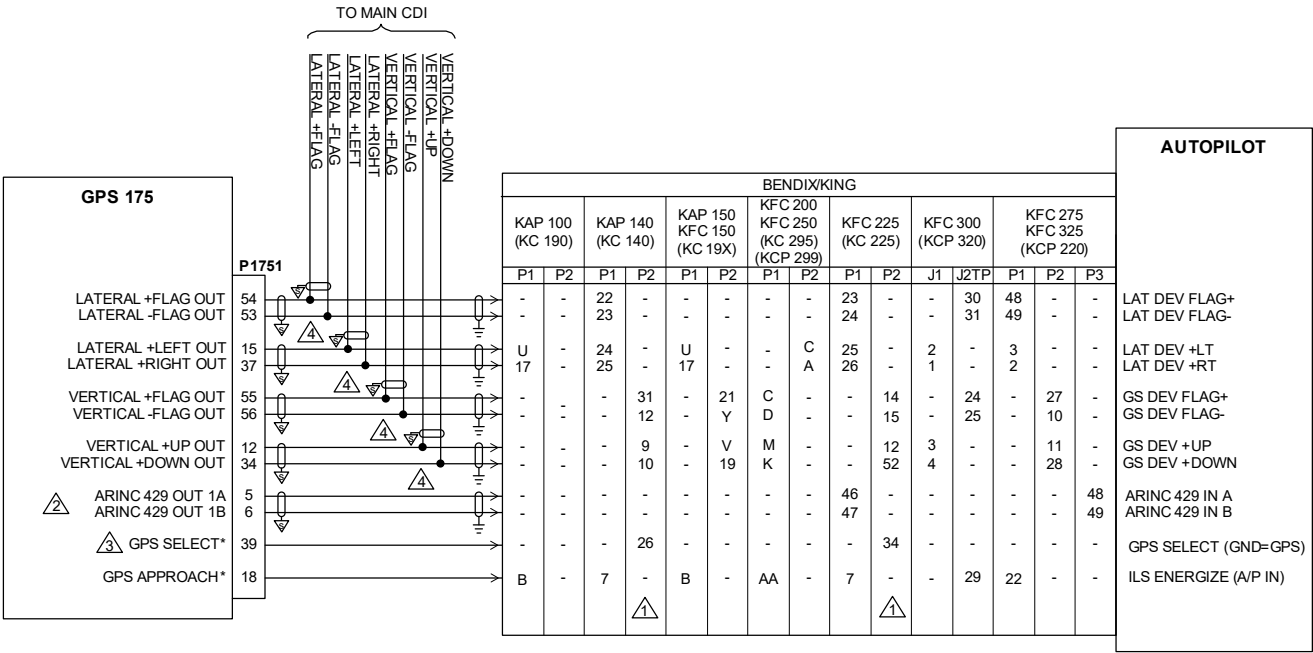 TO MAIN CDI
LATERAL +FLAG
LATERAL -FLAG
LATERAL +LEFT
LATERAL +RIGHT
VERTICAL +FLAG
VERTICAL -FLAG
VERTICAL +UP
VERTICAL +DOWN
GPS 175
P1751
AUTOPILOT
BENDIX/KING
KAP 100 (KC 190)
KAP 140 (KC 140)
KAP 150 KFC 150 (KC 19X)
KFC 200 KFC 250 (KC 295) (KCP 299)
KFC 225 (KC 225)
KFC 300 (KCP 320)
KFC 275 KFC 325 (KCP 220)
P1 P2 P1 P2 P1 P2 P1 P2 P1 P2 J1 J2TP P1 P2 P3
LATERAL +FLAG OUT 54 - - 22 - - - - - 23 - - 30 48 - - LAT DEV FLAG+
LATERAL -FLAG OUT 53 - - 23 - - - - - 24 - - 31 49 - - LAT DEV FLAG-
S S 4
LATERAL +LEFT OUT 15 U - 24 - U - - C 25 - 2 - 3 - - LAT DEV +LT
LATERAL +RIGHT OUT 37 17 - 25 - 17 - - A 26 - 1 - 2 - - LAT DEV +RT
S S 4
VERTICAL +FLAG OUT 55 - - - 31 - 21 C - - 14 - 24 - 27 - GS DEV FLAG+
VERTICAL -FLAG OUT 56 - - - 12 - Y D - - 15 - 25 - 10 - GS DEV FLAG-
S S 4
VERTICAL +UP OUT 12 - - - 9 - V M - - 12 3 - - 11 - GS DEV +UP
VERTICAL +DOWN OUT 34 - - - 10 - 19 K - - 52 4 - - 28 - GS DEV +DOWN
S S 4
2 ARINC 429 OUT 1A 5 - - - - - - - - 46 - - - - - 48 ARINC 429 IN A
ARINC 429 OUT 1B 6 - - - - - - - - 47 - - - - - 49 ARINC 429 IN B
S
3 GPS SELECT* 39 - - - 26 - - - - - 34 - - - - - GPS SELECT (GND=GPS)
GPS APPROACH* 18 B - 7 - B - AA - 7 - - 29 22 - - ILS ENERGIZE (A/P IN)
1 1